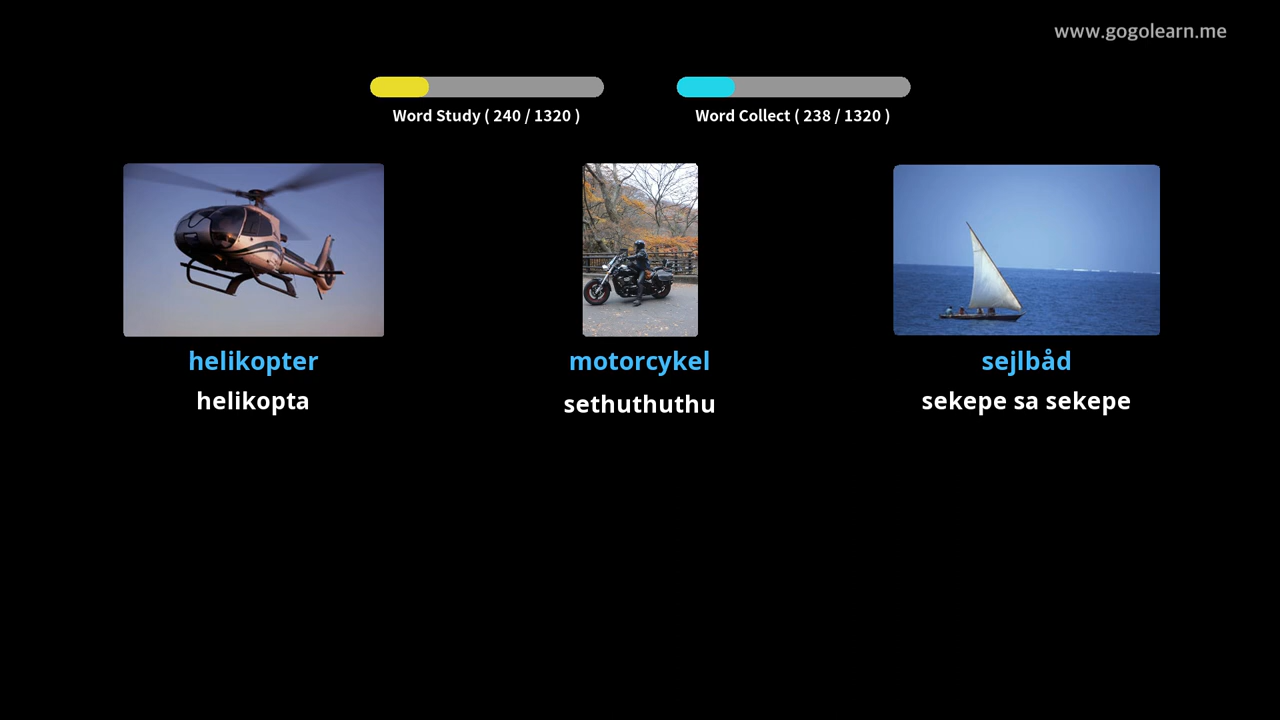 www.gogolearn.me
Word Study ( 240 / 1320 )
Word Collect ( 238 / 1320 )
helikopter
helikopta
motorcykel
sethuthuthu
sejlbåd
sekepe sa sekepe